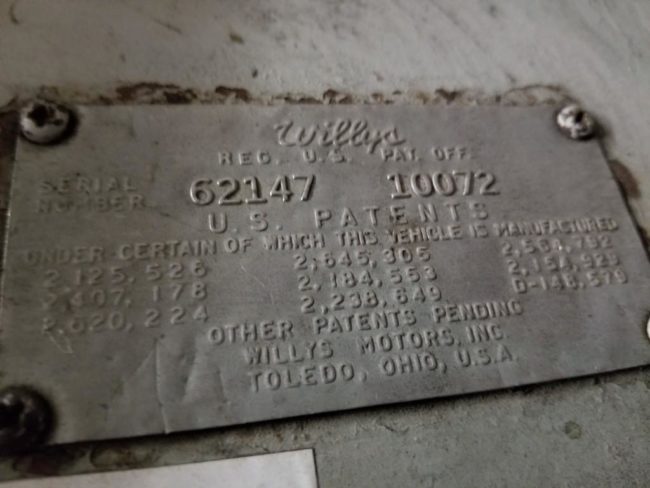 Willys
REG. U.S. PAT. OFF.
SERIAL NUMBER 62147 10072
U.S. PATENTS
UNDER CERTAIN OF WHICH THIS VEHICLE IS MANUFACTURED
2,125,526 2,645,305 2,564,792
2,407,178 2,184,553 2,154,929
2,620,224 2,238,649 D-148,579
OTHER PATENTS PENDING
WILLYS MOTORS, INC.
TOLEDO, OHIO, U.S.A.